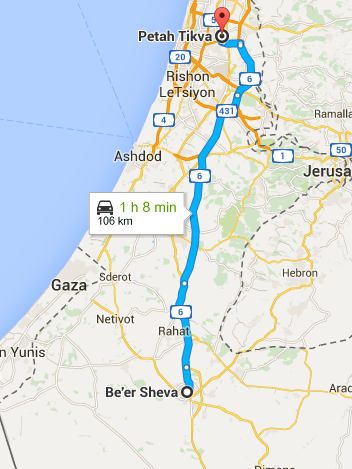 5
Petah Tikva
20
6
Rishon
LeTsiyon
Ramalla
4
431
Ashdod
1
50
6
Jerusa
1 h 8 min
106 km
Sderot
Hebron
Gaza
Netivot
6
n Yunis
Rahat
Be'er Sheva
Arad
Dimona